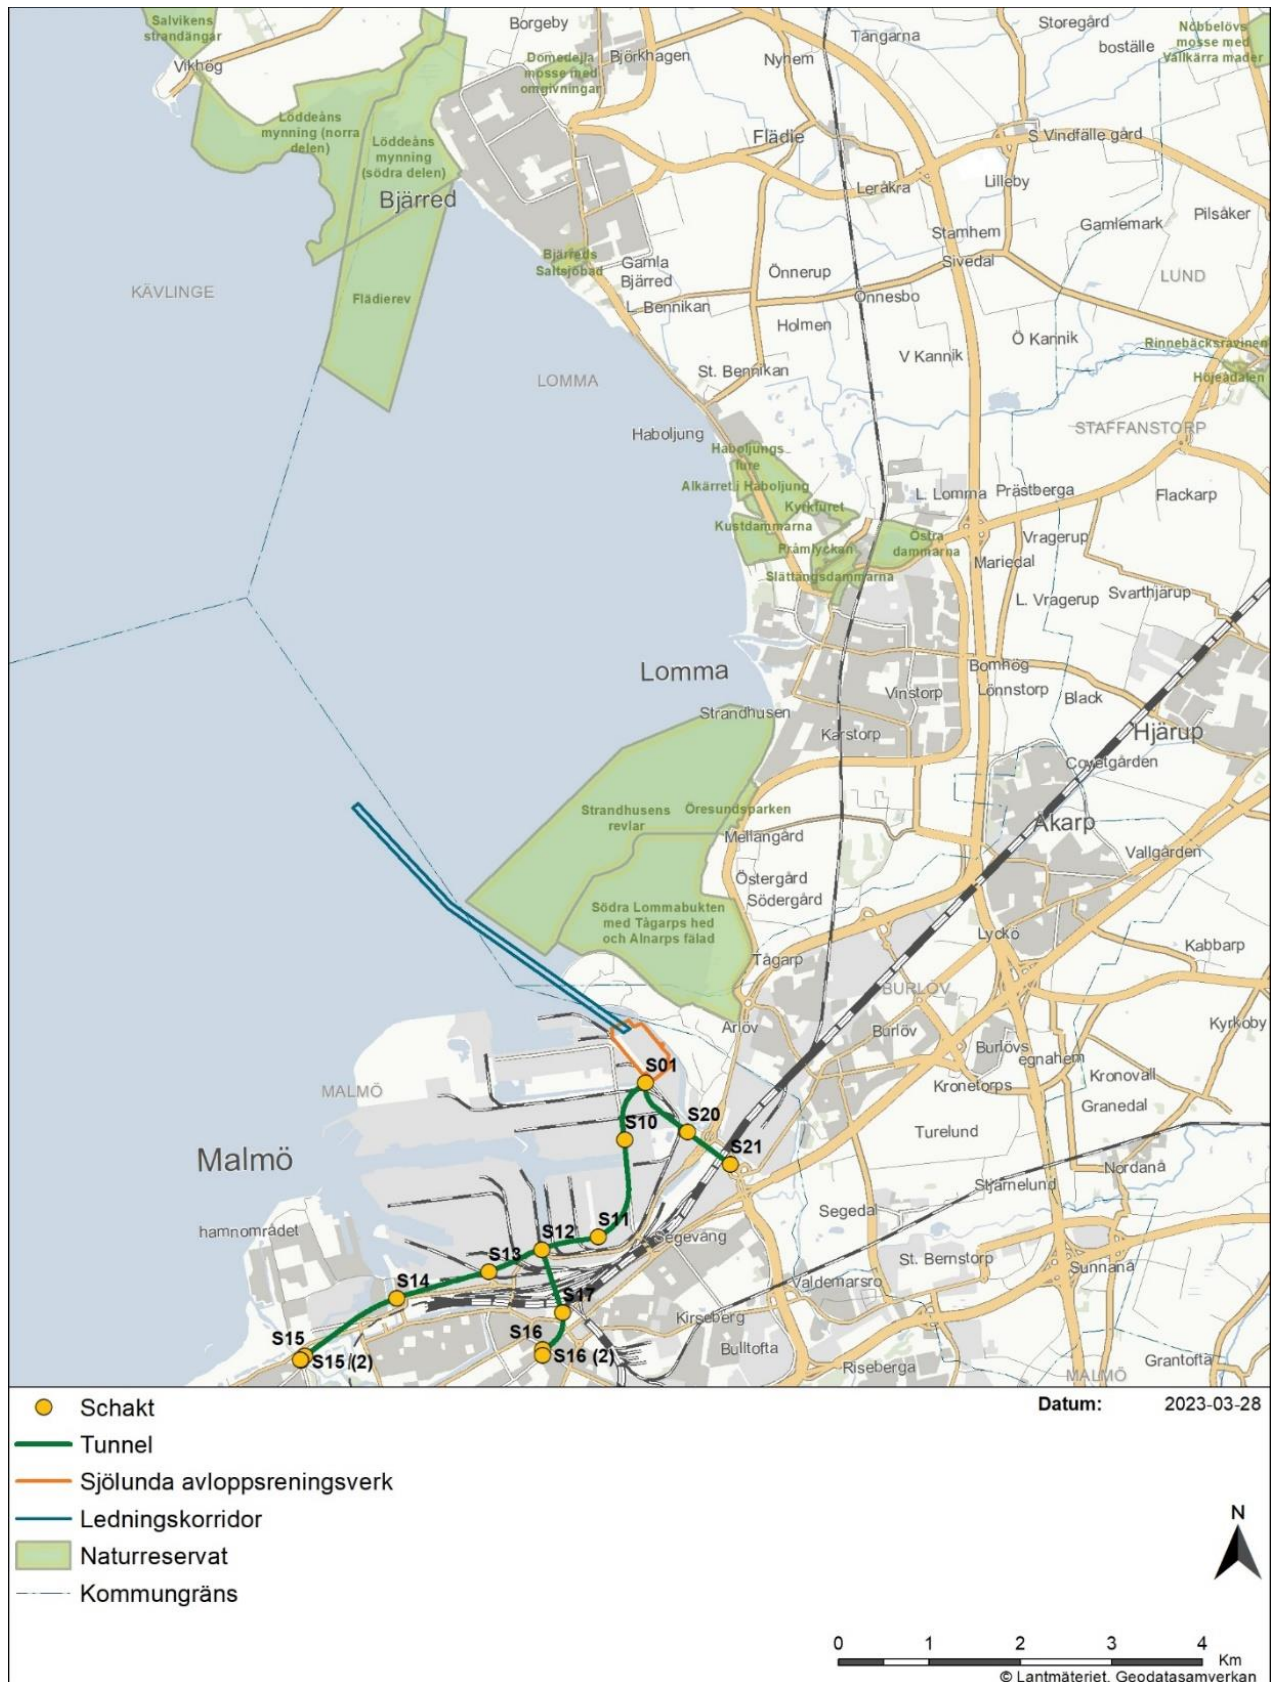 Salvikens
strandängar
Vikhög
Borgeby
Domedejla
mosse med
omgivningar
Björkhagen
Tångarna
Nyhem
Storegård
boställe
Nöbbelövs
mosse med
Vallkärra mader
Löddeåns
mynning (norra
delen)
Löddeåns
mynning
(södra delen)
Bjärred
Flädie
S Vindfälle gård
Leråkra
Lilleby
Stamhem
Gamlemark
Pilsåker
Sivedal
KÄVLINGE
Flädierev
Bjärreds
Saltsjöbad
Gamla
Bjärred
L. Bennikan
Önnerup
Önnesbo
Holmen
LUND
LOMMA
St. Bennikan
V Kannik
Ö Kannik
Rinnebäcksravinen
Höjeådalen
Haboljung
STAFFANSTORP
Haboljungs
fure
Alkärret i Haboljung
Kyrkfuret
Kustdammarna
Pråmlyckan
Slättängsdammarna
Östra
dammarna
L. Lomma
Prästberga
Flackarp
Vragerup
Mariedal
L. Vragerup
Svarthjärup
Lomma
Bomhög
Vinstorp
Lönnstorp
Black
Strandhusen
Karstorp
Hjärup
Coyetgården
Strandhusens
revlar
Öresundsparken
Mellangård
Åkarp
Vallgården
Östergård
Södergård
Södra Lommabukten
med Tågarps hed
och Alnarps fälad
Lyckö
Kabbarp
Tågarp
BURLÖV
Arlöv
Burlöv
Kyrkoby
Burlövs
egnahem
Kronetorps
Kronovall
Granedal
MALMÖ
S01
S10
S20
S21
Turelund
Malmö
Nordanå
Stjärnelund
Segedal
hamnområdet
S11
S12
Segevång
S13
St. Bernstorp
Sunnanå
S14
Valdemarsro
S17
Kirseberg
S15
S15 (2)
S16
S16 (2)
Bulltofta
Riseberga
Grantofta
MALMÖ
Schakt
Datum: 2023-03-28
Tunnel
Sjölunda avloppsreningsverk
Ledningskorridor
Naturreservat
Kommungräns
N
0 1 2 3 4
Km
© Lantmäteriet, Geodatasamverkan